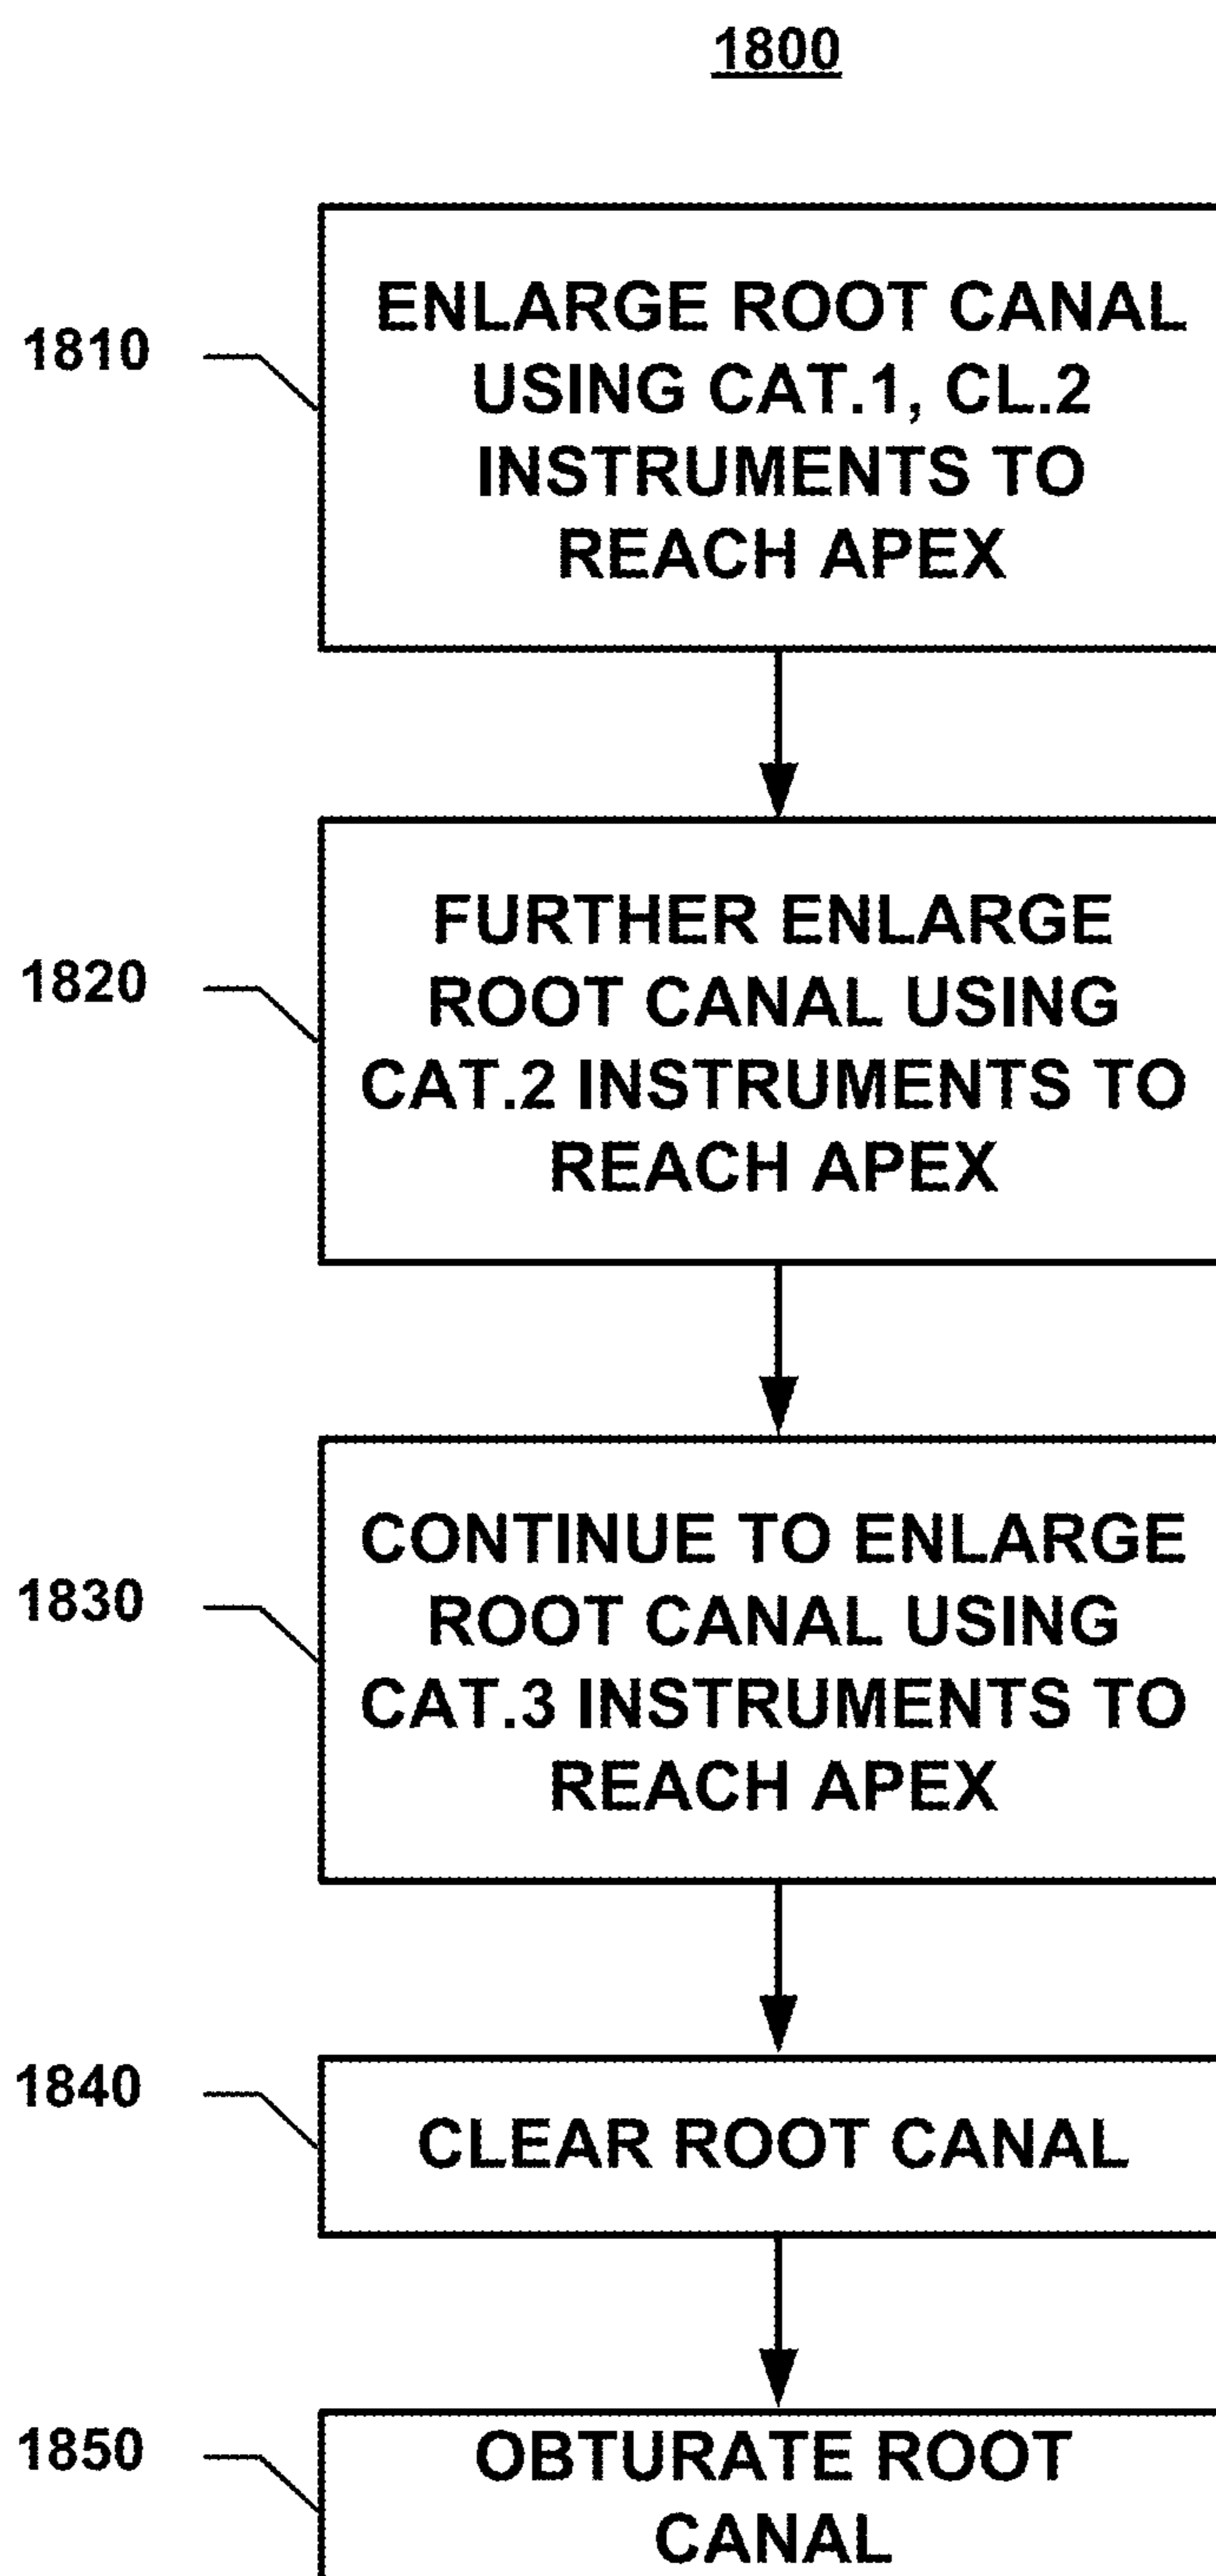 1800
1810
ENLARGE ROOT CANAL
USING CAT.1, CL.2
INSTRUMENTS TO
REACH APEX
1820
FURTHER ENLARGE
ROOT CANAL USING
CAT.2 INSTRUMENTS TO
REACH APEX
1830
CONTINUE TO ENLARGE
ROOT CANAL USING
CAT.3 INSTRUMENTS TO
REACH APEX
1840
CLEAR ROOT CANAL
1850
OBTURATE ROOT
CANAL